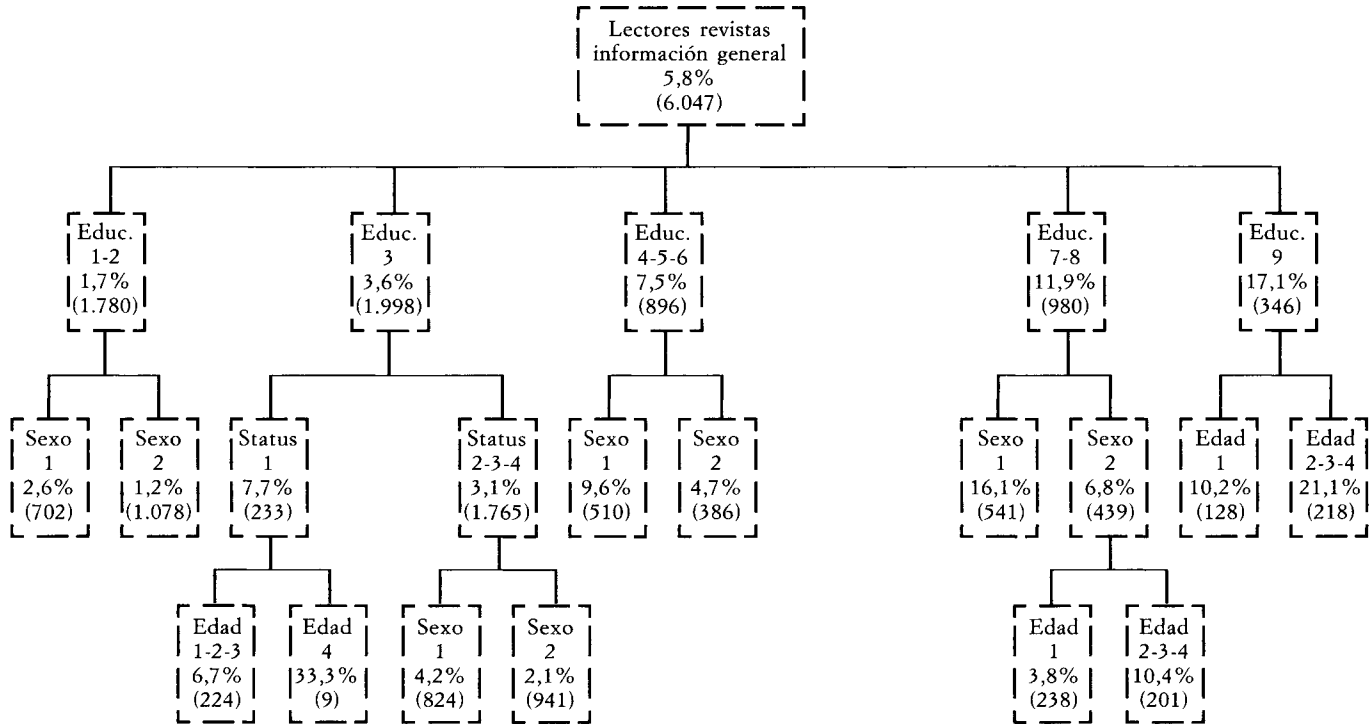 Lectores revistas
información general
5,8%
(6.047)
Educ.
1-2
1,7%
(1.780)
Educ.
3
3,6%
(1.998)
Educ.
4-5-6
7,5%
(896)
Educ.
7-8
11,9%
(980)
Educ.
9
17,1%
(346)
Sexo
1
2,6%
(702)
Sexo
2
1,2%
(1.078)
Status
1
7,7%
(233)
Status
2-3-4
3,1%
(1.765)
Sexo
1
9,6%
(510)
Sexo
2
4,7%
(386)
Sexo
1
16,1%
(541)
Sexo
2
6,8%
(439)
Edad
1
10,2%
(128)
Edad
2-3-4
21,1%
(218)
Edad
1-2-3
6,7%
(224)
Edad
4
33,3%
(9)
Sexo
1
4,2%
(824)
Sexo
2
2,1%
(941)
Edad
1
3,8%
(238)
Edad
2-3-4
10,4%
(201)